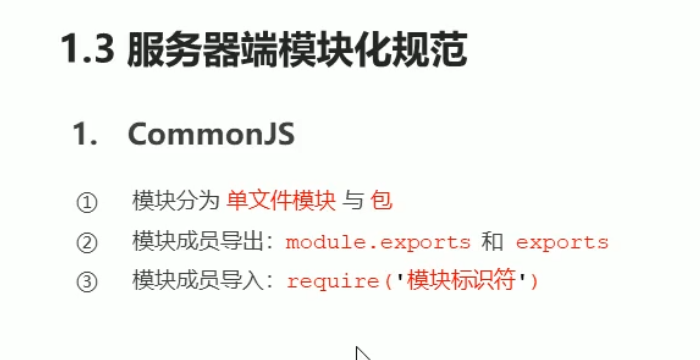 1.3 服务器端模块化规范
1. CommonJS
① 模块分为 单文件模块 与 包
② 模块成员导出：module.exports 和 exports
③ 模块成员导入：require('模块标识符')